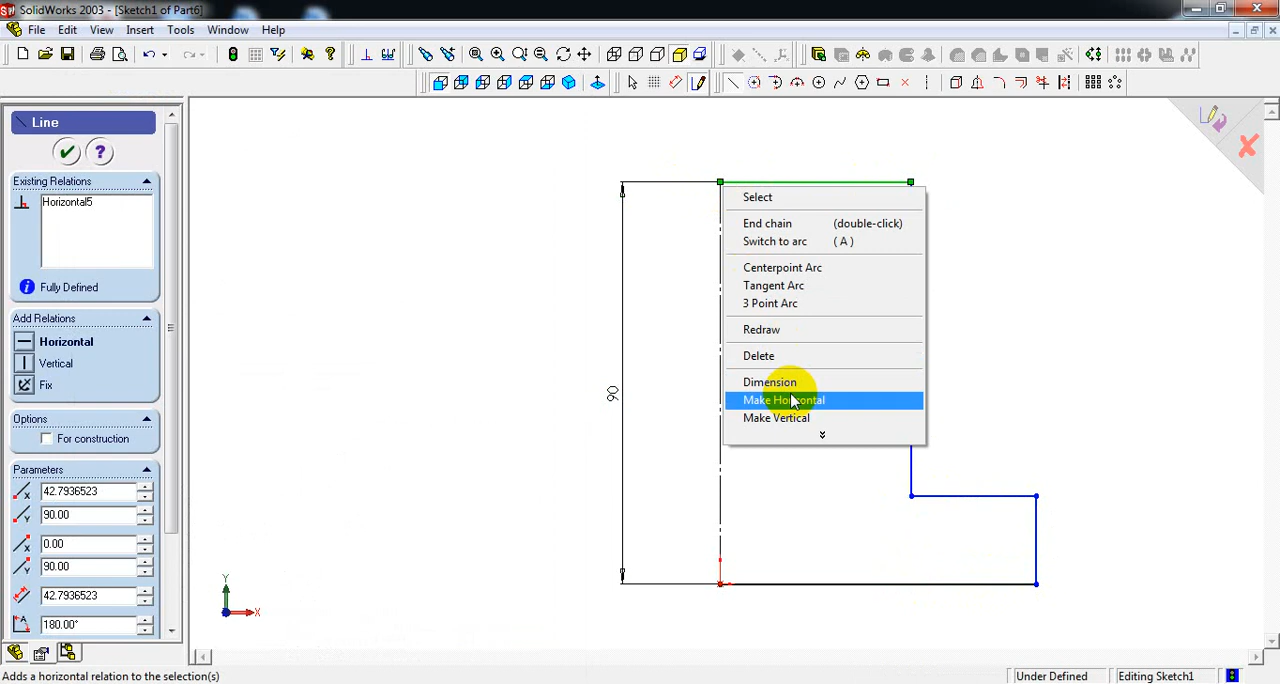 SolidWorks 2003 - [Sketch1 of Part6]
File Edit View Insert Tools Window Help
Line
Existing Relations
Horizontal5
Fully Defined
Add Relations
Horizontal
Vertical
Fix
Options
For construction
Parameters
42.7936523
90.00
0.00
90.00
42.7936523
180.00°
Select
End chain (double-click)
Switch to arc ( A )
Centerpoint Arc
Tangent Arc
3 Point Arc
Redraw
Delete
Dimension
Make Horizontal
Make Vertical
90
Y
X
Adds a horizontal relation to the selection(s)
Under Defined
Editing Sketch1